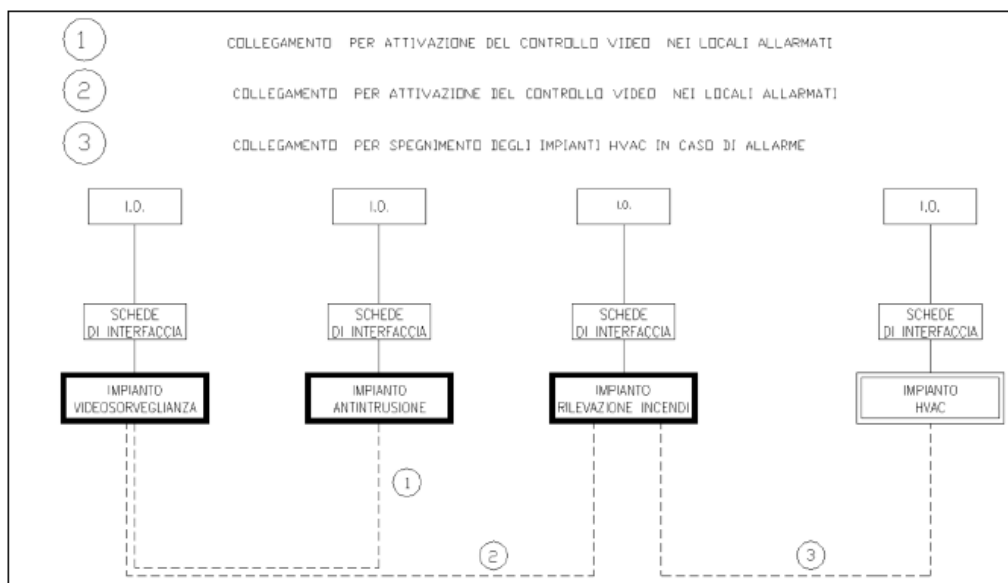 1 COLLEGAMENTO PER ATTIVAZIONE DEL CONTROLLO VIDEO NEI LOCALI ALLARMATI
2 COLLEGAMENTO PER ATTIVAZIONE DEL CONTROLLO VIDEO NEI LOCALI ALLARMATI
3 COLLEGAMENTO PER SPEGNIMENTO DEGLI IMPIANTI HVAC IN CASO DI ALLARME
I.O.
I.O.
I.O.
I.O.
SCHEDE
DI INTERFACCIA
SCHEDE
DI INTERFACCIA
SCHEDE
DI INTERFACCIA
SCHEDE
DI INTERFACCIA
IMPIANTO
VIDEOSORVEGLIANZA
IMPIANTO
ANTINTRUSIONE
IMPIANTO
RILEVAZIONE INCENDI
IMPIANTO
HVAC
1
2
3